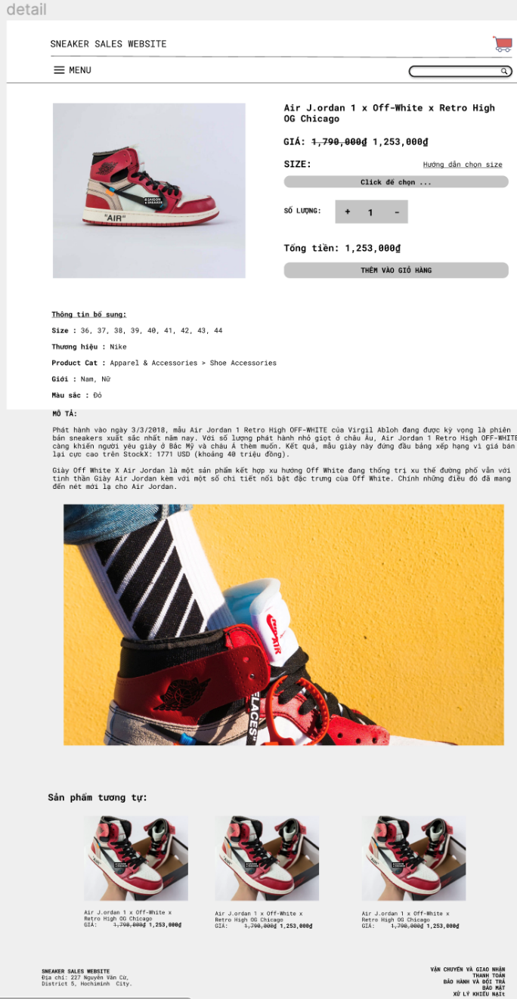 detail
SNEAKER SALES WEBSITE
MENU
Air J.ordan 1 x Off-White x Retro High
OG Chicago
GIÁ: 1,790,000₫ 1,253,000₫
SIZE: Hướng dẫn chọn size
Click để chọn ...
SỐ LƯỢNG: + 1 -
SAIGON
SNEAKER
"AIR"
Tổng tiền: 1,253,000₫
THÊM VÀO GIỎ HÀNG
Thông tin bổ sung:
Size : 36, 37, 38, 39, 40, 41, 42, 43, 44
Thương hiệu : Nike
Product Cat : Apparel & Accessories > Shoe Accessories
Giới : Nam, Nữ
Màu sắc : Đỏ
MÔ TẢ:
Phát hành vào ngày 3/3/2018, mẫu Air Jordan 1 Retro High OFF-WHITE của Virgil Abloh đang được kỳ vọng là phiên
bản sneakers xuất sắc nhất năm nay. Với số lượng phát hành nhỏ giọt ở châu Âu, Air Jordan 1 Retro High OFF-WHITE
càng khiến người yêu giày ở Bắc Mỹ và châu Á thèm muốn. Kết quả, mẫu giày này đứng đầu bảng xếp hạng vì giá bán
lại cực cao trên StockX: 1771 USD (khoảng 40 triệu đồng).
Giày Off White X Air Jordan là một sản phẩm kết hợp xu hướng Off White đang thống trị xu thế đường phố vẫn với
tinh thần Giày Air Jordan kèm với một số chi tiết nổi bật đặc trưng của Off White. Chính những điều đó đã mang
đến nét mới lạ cho Air Jordan.
AIR
LACES"
Sản phẩm tương tự:
"AIR"
SAIGON
SNEAKER
"AIR"
SAIGON
SNEAKER
"AIR"
SAIGON
SNEAKER
Air J.ordan 1 x Off-White x
Retro High OG Chicago
GIÁ: 1,790,000₫ 1,253,000₫
Air J.ordan 1 x Off-White x
Retro High OG Chicago
GIÁ: 1,790,000₫ 1,253,000₫
Air J.ordan 1 x Off-White x
Retro High OG Chicago
GIÁ: 1,790,000₫ 1,253,000₫
SNEAKER SALES WEBSITE
Địa chỉ: 227 Nguyễn Văn Cừ,
District 5, Hochiminh City.
VẬN CHUYỂN VÀ GIAO NHẬN
THANH TOÁN
BẢO HÀNH VÀ ĐỔI TRẢ
BẢO MẬT
XỬ LÝ KHIẾU NẠIt